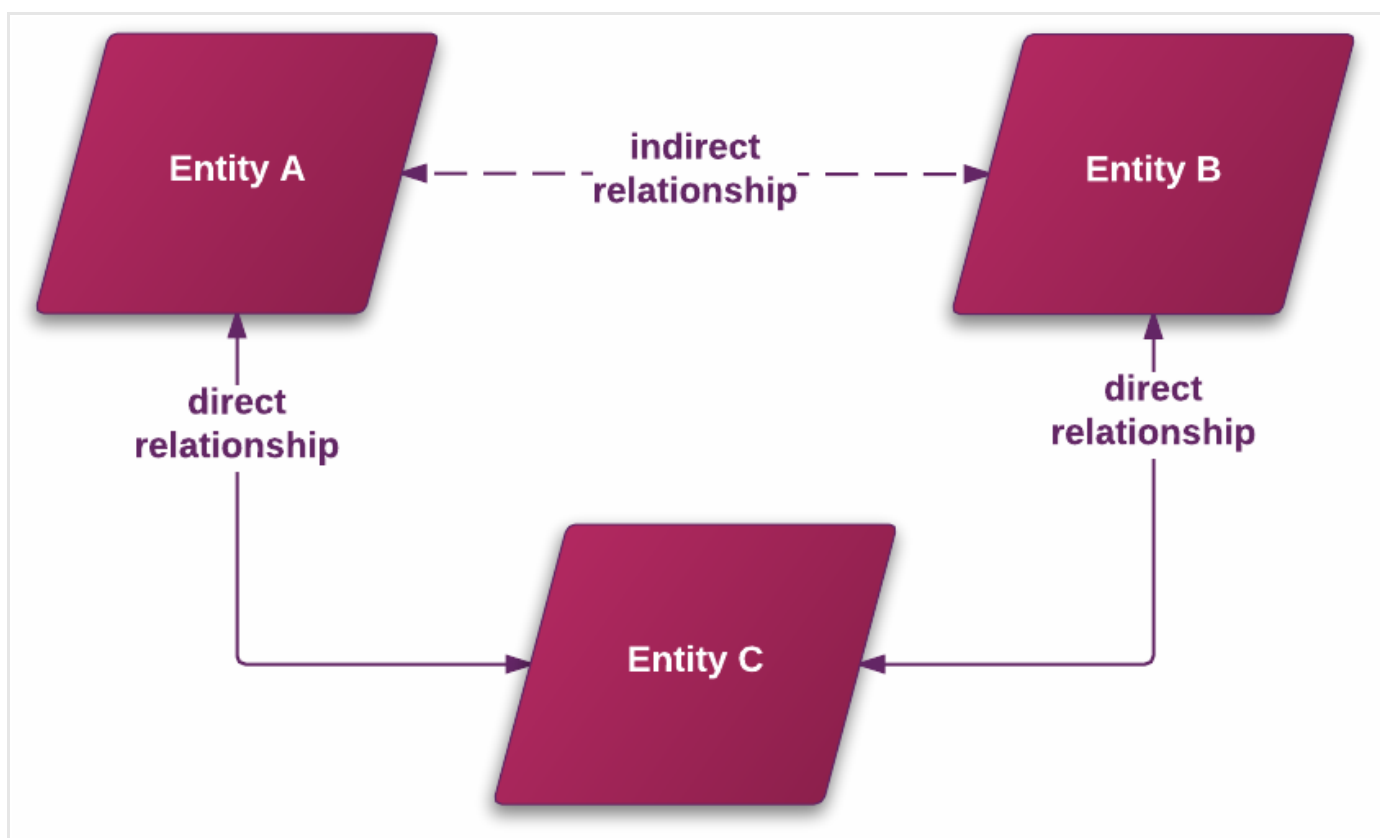 Entity A
indirect
relationship
Entity B
direct
relationship
direct
relationship
Entity C